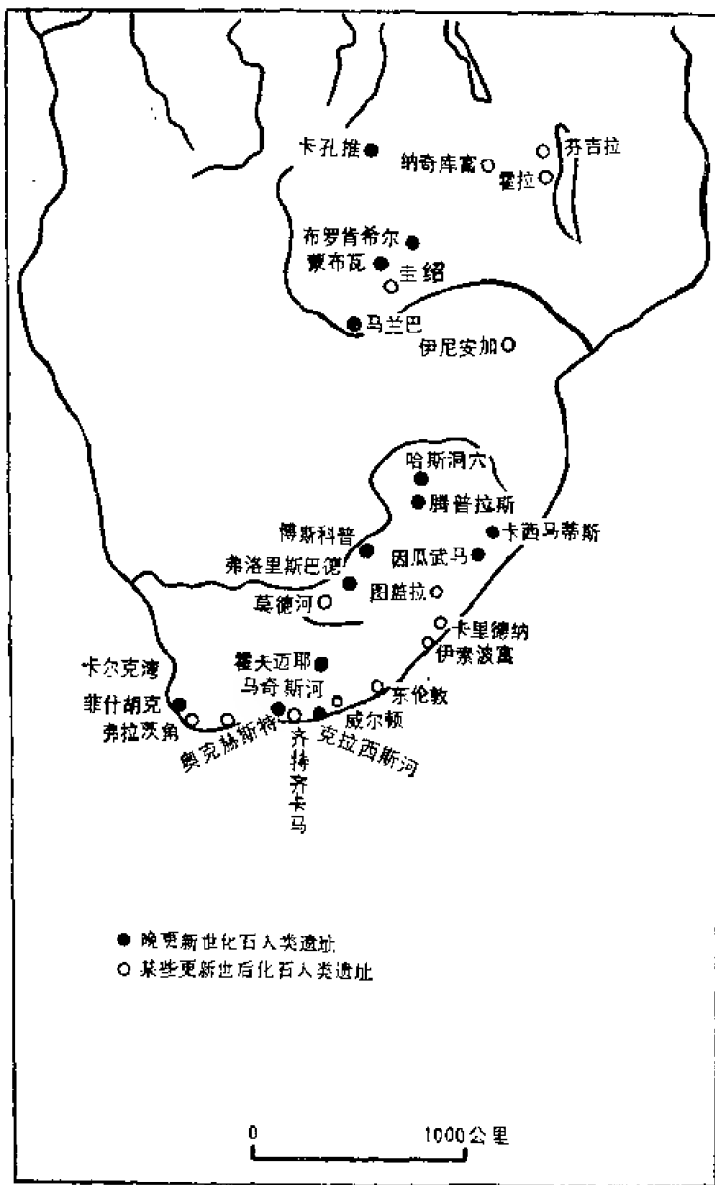 卡孔推
纳奇库富
芬吉拉
霍拉
布罗肯希尔
蒙布瓦
圭绍
马兰巴
伊尼安加
哈斯洞穴
腾普拉斯
卡西马蒂斯
博斯科普
因瓜武马
弗洛里斯巴德
图盖拉
莫德河
卡里德纳
伊索波富
卡尔克湾
霍夫迈耶
菲什胡克
马奇斯河
东伦敦
弗拉茨角
威尔顿
奥克赫斯特
克拉西斯河
齐特齐卡马
晚更新世化石人类遗址
某些更新世后化石人类遗址
0 1000公里